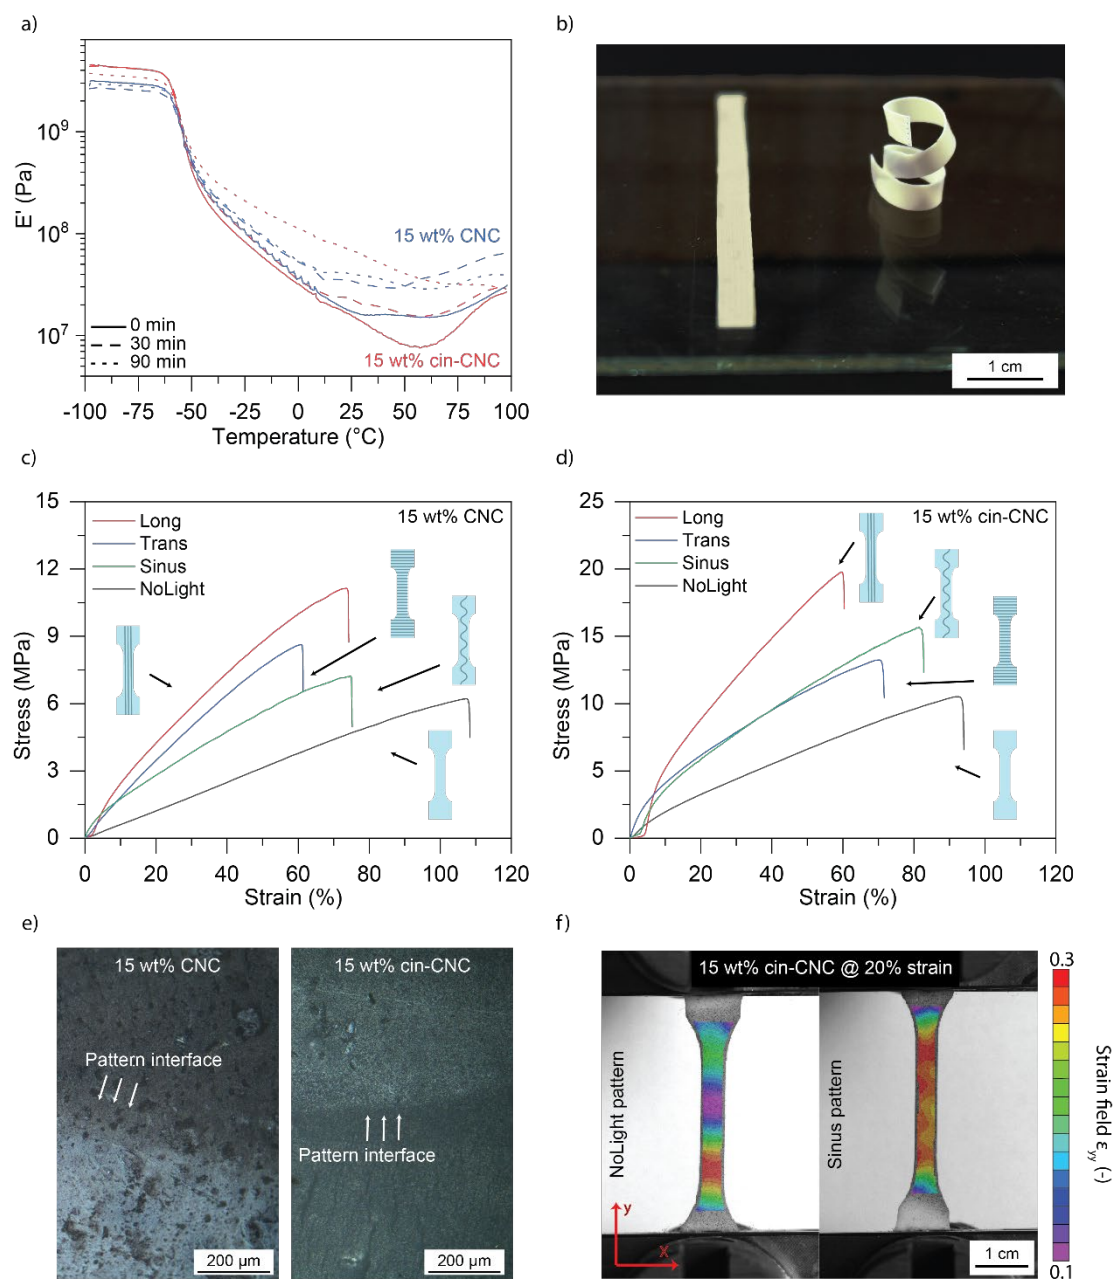 a)
10⁹
10⁸
10⁷
E' (Pa)
15 wt% CNC
0 min
30 min
90 min
15 wt% cin-CNC
-100 -75 -50 -25 0 25 50 75 100
Temperature (°C)
b)
1 cm
c)
15
12
9
6
3
0
Stress (MPa)
Long
Trans
Sinus
NoLight
15 wt% CNC
0 20 40 60 80 100 120
Strain (%)
d)
25
20
15
10
5
0
Stress (MPa)
Long
Trans
Sinus
NoLight
15 wt% cin-CNC
0 20 40 60 80 100 120
Strain (%)
e)
15 wt% CNC
Pattern interface
200 µm
15 wt% cin-CNC
Pattern interface
200 µm
f)
15 wt% cin-CNC @ 20% strain
NoLight pattern
Sinus pattern
y
X
1 cm
0.3
Strain field εyy (-)
0.1